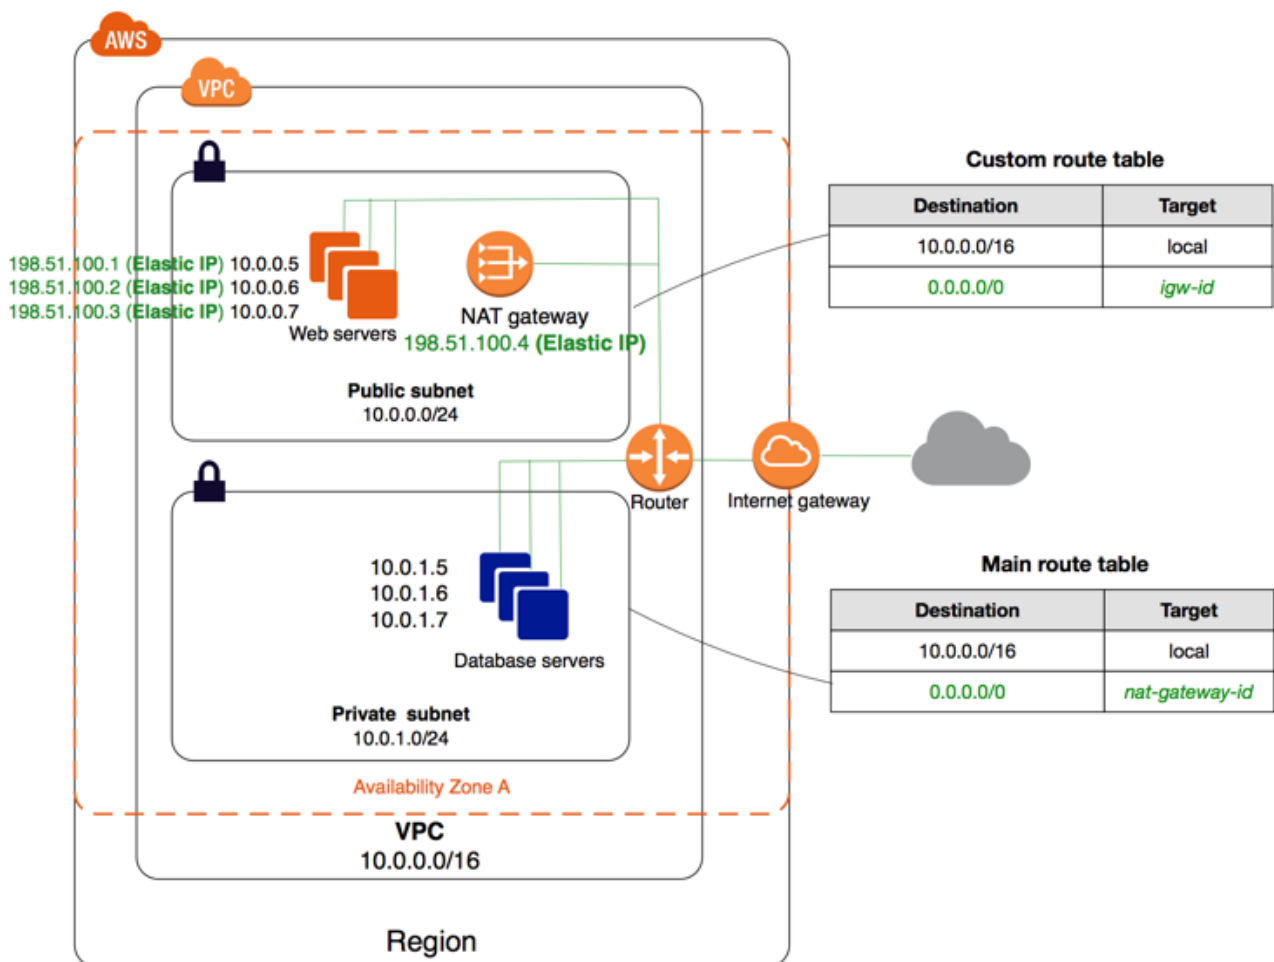 AWS
VPC
198.51.100.1 (Elastic IP) 10.0.0.5
198.51.100.2 (Elastic IP) 10.0.0.6
198.51.100.3 (Elastic IP) 10.0.0.7
Web servers
NAT gateway
198.51.100.4 (Elastic IP)
Public subnet
10.0.0.0/24
Custom route table
Destination Target
10.0.0.0/16 local
0.0.0.0/0 igw-id
Router
Internet gateway
10.0.1.5
10.0.1.6
10.0.1.7
Database servers
Private subnet
10.0.1.0/24
Main route table
Destination Target
10.0.0.0/16 local
0.0.0.0/0 nat-gateway-id
Availability Zone A
VPC
10.0.0.0/16
Region